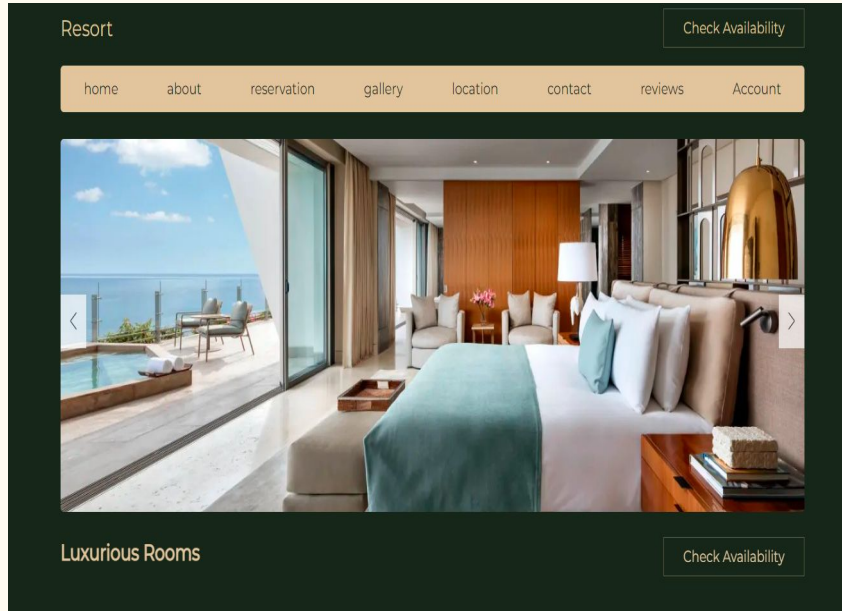 Resort
Check Availability
home about reservation gallery location contact reviews Account
Luxurious Rooms
Check Availability